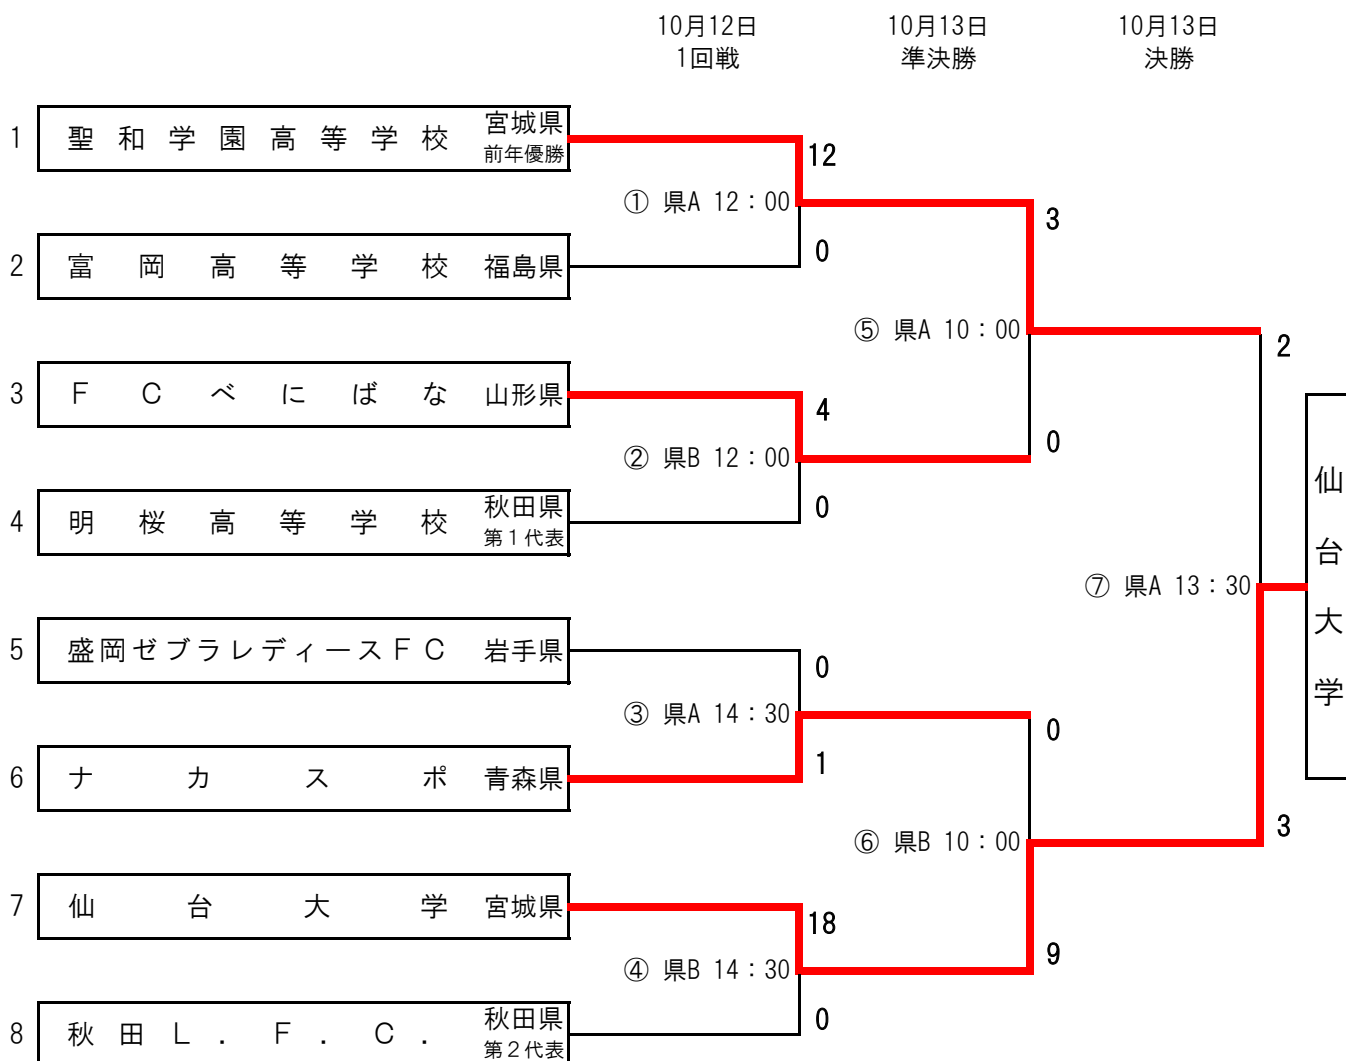 10月12日 10月13日 10月13日
1回戦 準決勝 決勝
1 聖和学園高等学校 宮城県
前年優勝
12
① 県A 12：00
3
2 富岡高等学校 福島県
0
⑤ 県A 10：00
2
3 ＦＣべにばな 山形県
4
② 県B 12：00
0
4 明桜高等学校 秋田県
第１代表
0
⑦ 県A 13：30
仙台大学
5 盛岡ゼブラレディースＦＣ 岩手県
0
③ 県A 14：30
0
6 ナカスポ 青森県
1
⑥ 県B 10：00
3
7 仙台大学 宮城県
18
④ 県B 14：30
9
8 秋田Ｌ．Ｆ．Ｃ． 秋田県
第２代表
0